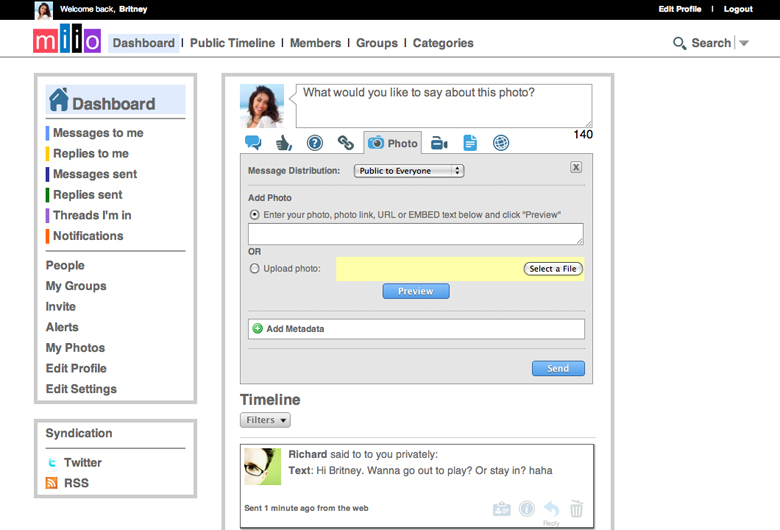 Welcome back, Britney
Edit Profile | Logout
miio
Dashboard | Public Timeline | Members | Groups | Categories
Search
Dashboard
Messages to me
Replies to me
Messages sent
Replies sent
Threads I'm in
Notifications
People
My Groups
Invite
Alerts
My Photos
Edit Profile
Edit Settings
Syndication
Twitter
RSS
What would you like to say about this photo?
140
Photo
Message Distribution: Public to Everyone
X
Add Photo
Enter your photo, photo link, URL or EMBED text below and click "Preview"
OR
Upload photo: Select a File
Preview
Add Metadata
Send
Timeline
Filters
Richard said to to you privately:
Text: Hi Britney. Wanna go out to play? Or stay in? haha
Sent 1 minute ago from the web
Reply